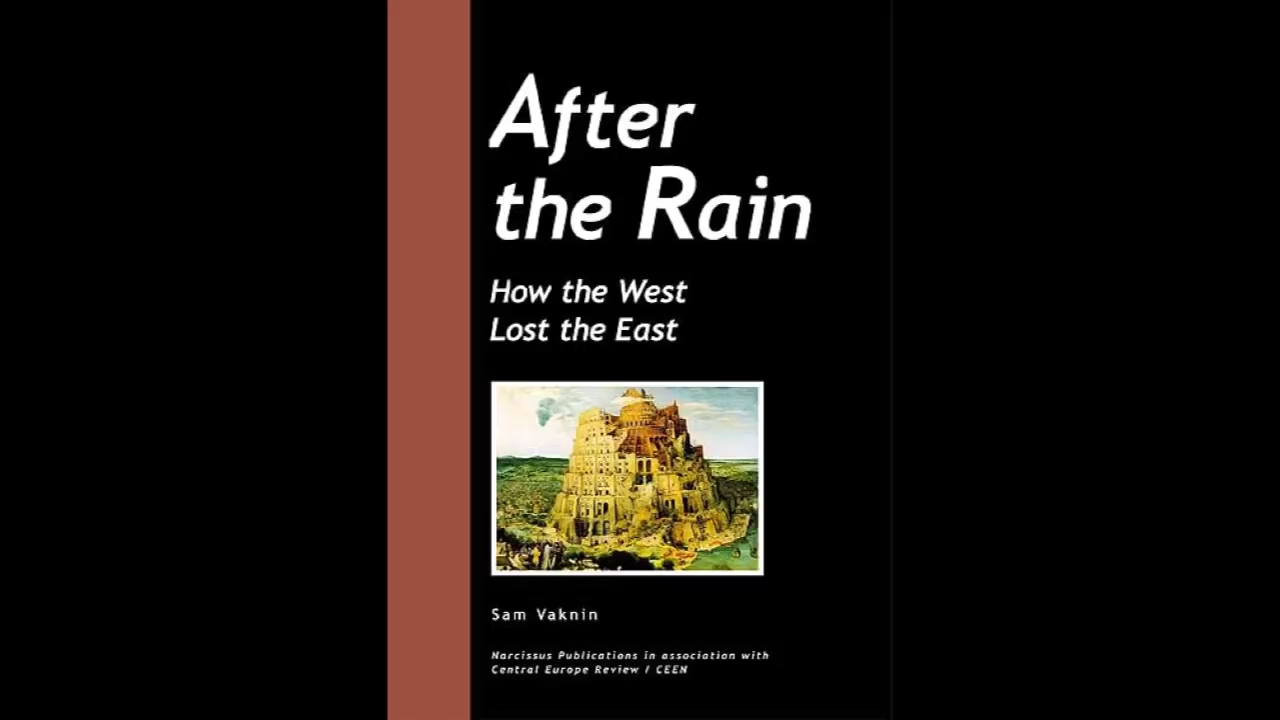 After
the Rain
How the West
Lost the East
Sam Vaknin
Narcissus Publications in association with
Central Europe Review / CEEN